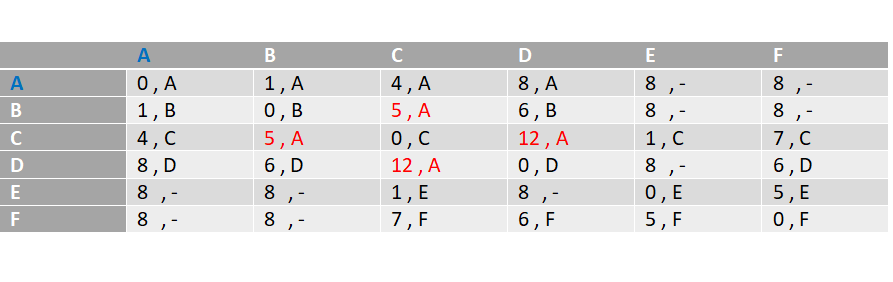 A B C D E F
A 0 , A 1 , A 4 , A 8 , A 8 , - 8 , -
B 1 , B 0 , B 5 , A 6 , B 8 , - 8 , -
C 4 , C 5 , A 0 , C 12 , A 1 , C 7 , C
D 8 , D 6 , D 12 , A 0 , D 8 , - 6 , D
E 8 , - 8 , - 1 , E 8 , - 0 , E 5 , E
F 8 , - 8 , - 7 , F 6 , F 5 , F 0 , F